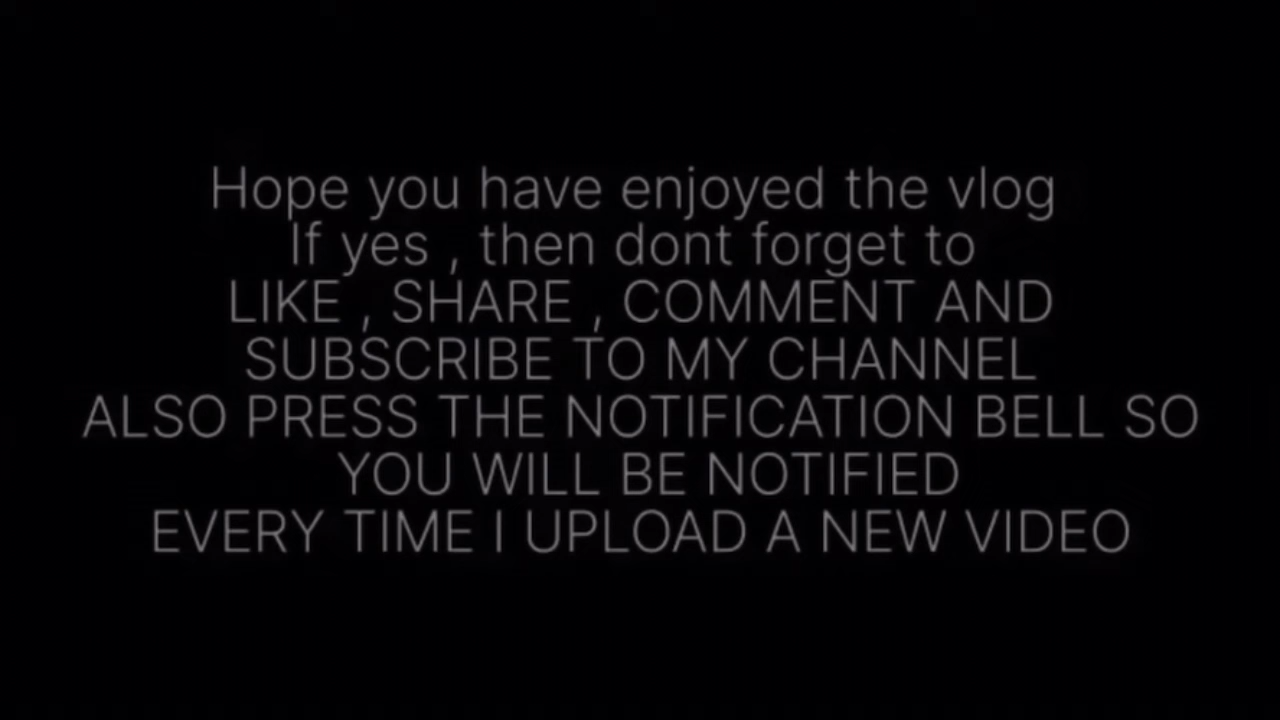 Hope you have enjoyed the vlog
If yes , then dont forget to
LIKE , SHARE , COMMENT AND
SUBSCRIBE TO MY CHANNEL
ALSO PRESS THE NOTIFICATION BELL SO
YOU WILL BE NOTIFIED
EVERY TIME I UPLOAD A NEW VIDEO